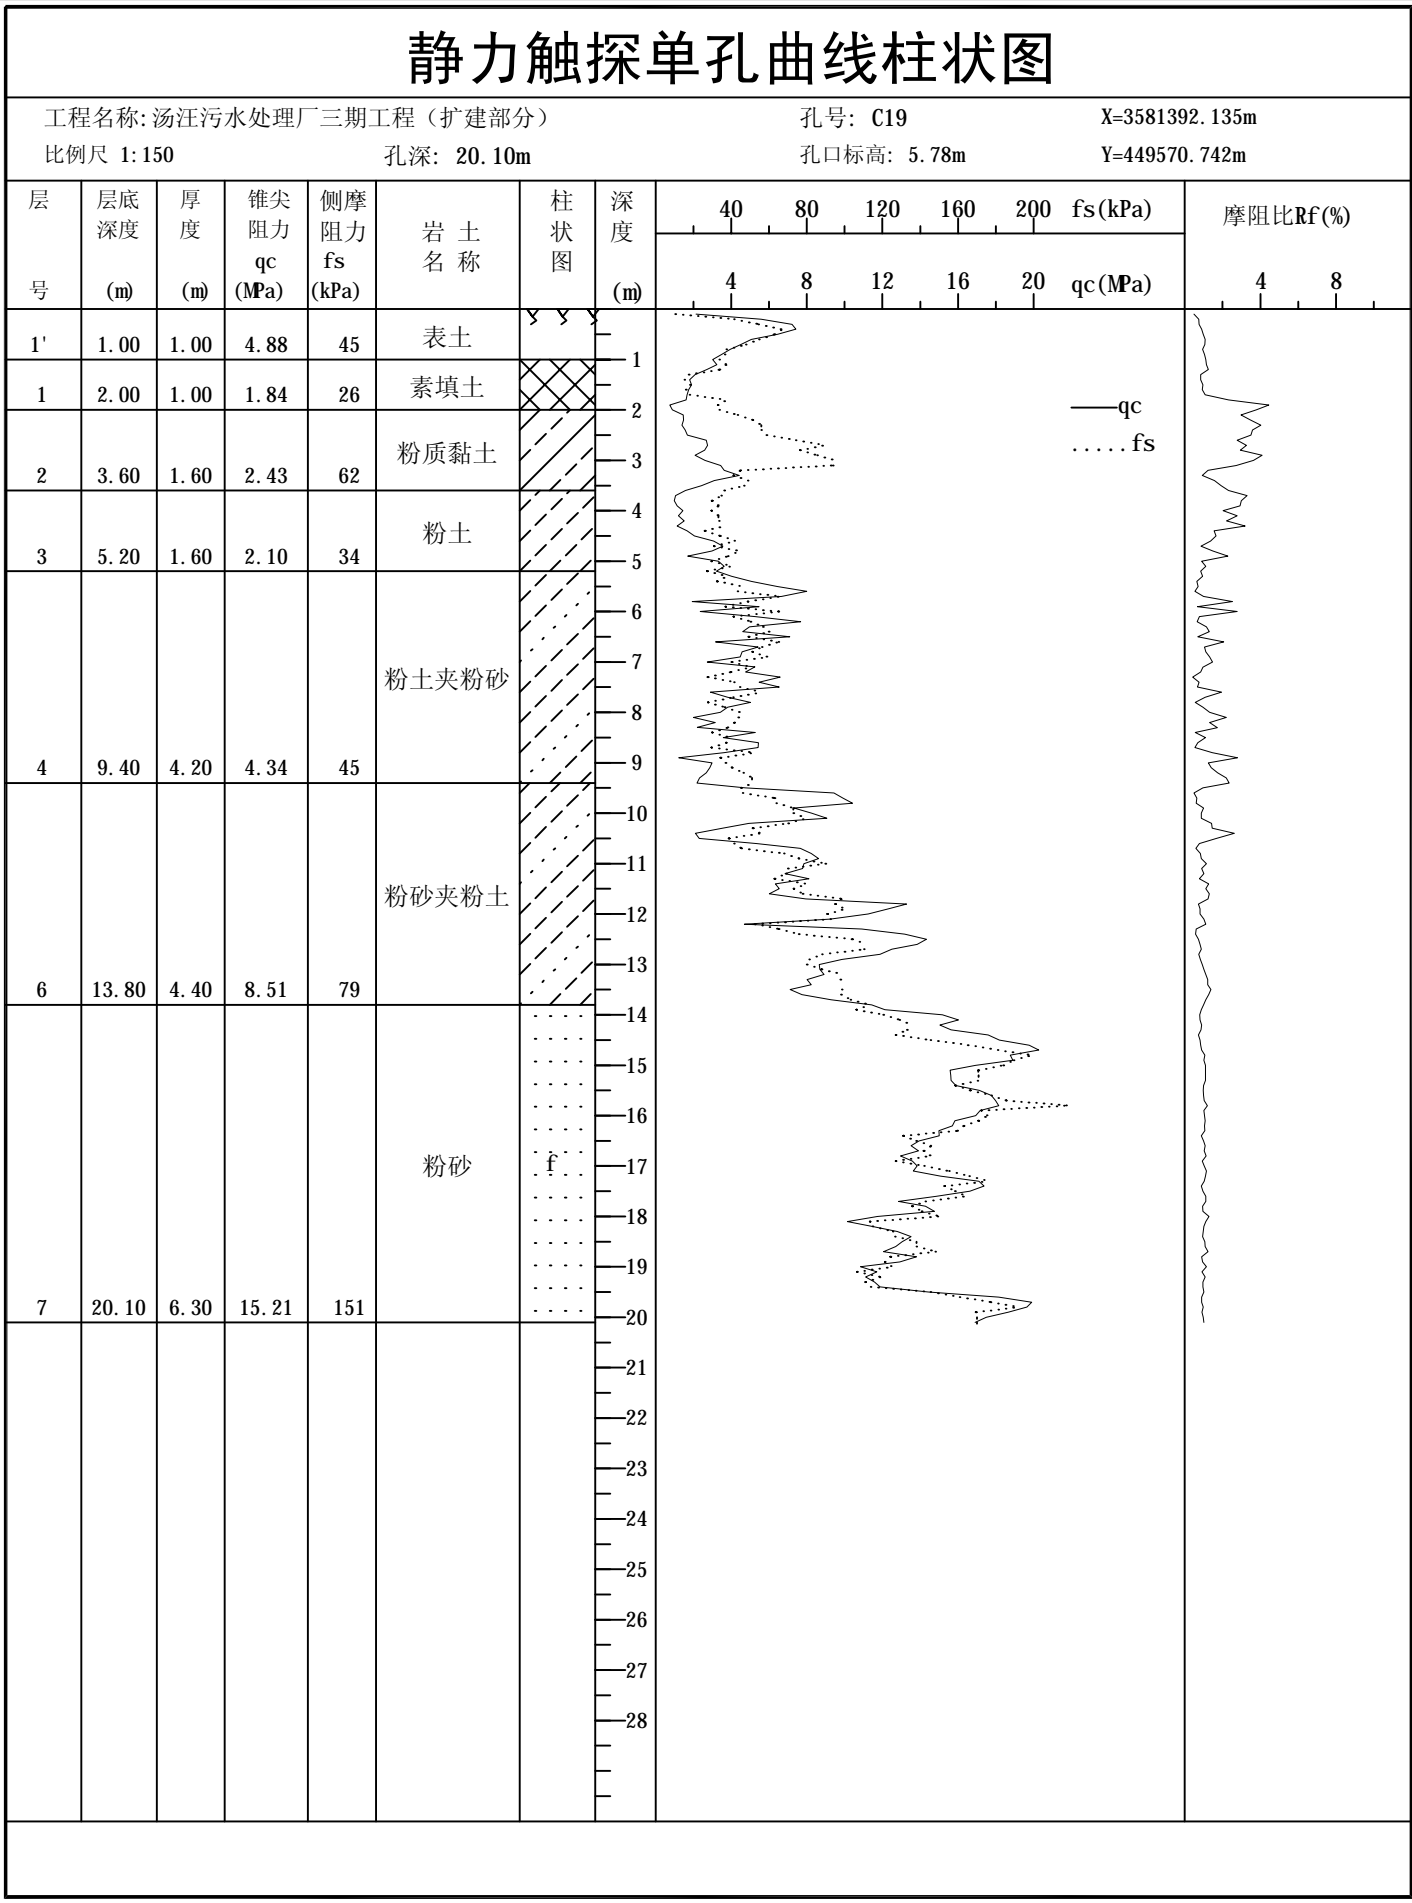 静力触探单孔曲线柱状图
工程名称:汤汪污水处理厂三期工程（扩建部分） 孔号: C19 X=3581392.135m
比例尺 1:150 孔深: 20.10m 孔口标高: 5.78m Y=449570.742m
层号 层底深度(m) 厚度(m) 锥尖阻力qc(MPa) 侧摩阻力fs(kPa) 岩土名称 柱状图 深度(m)
40 80 120 160 200 fs(kPa)
4 8 12 16 20 qc(MPa)
摩阻比Rf(%)
4 8
1' 1.00 1.00 4.88 45 表土
1 2.00 1.00 1.84 26 素填土
2 3.60 1.60 2.43 62 粉质黏土
3 5.20 1.60 2.10 34 粉土
4 9.40 4.20 4.34 45 粉土夹粉砂
6 13.80 4.40 8.51 79 粉砂夹粉土
7 20.10 6.30 15.21 151 粉砂
f
1
2
3
4
5
6
7
8
9
10
11
12
13
14
15
16
17
18
19
20
21
22
23
24
25
26
27
28
qc
.....fs